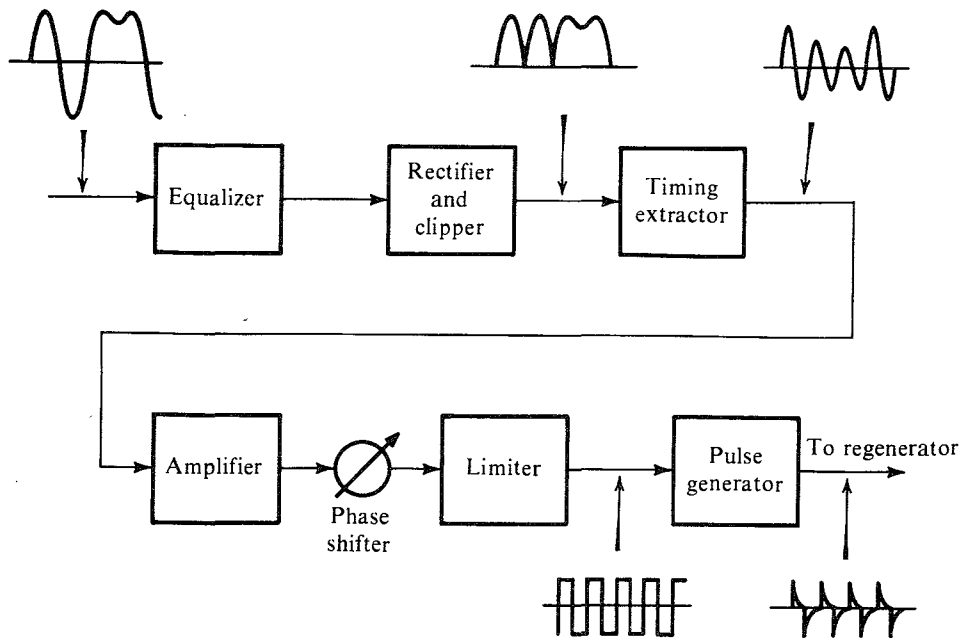 Equalizer
Rectifier
and
clipper
Timing
extractor
Amplifier
Phase
shifter
Limiter
Pulse
generator
To regenerator